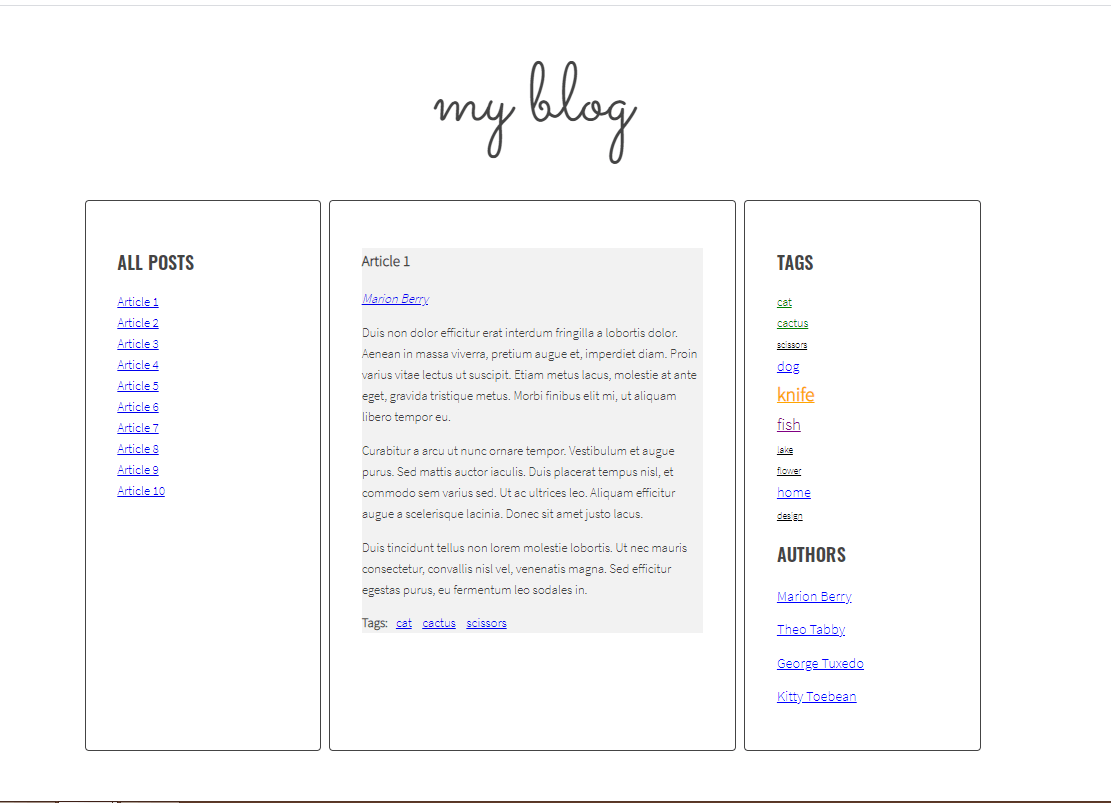 my blog
ALL POSTS
Article 1
Article 2
Article 3
Article 4
Article 5
Article 6
Article 7
Article 8
Article 9
Article 10
Article 1
Marion Berry
Duis non dolor efficitur erat interdum fringilla a lobortis dolor.
Aenean in massa viverra, pretium augue et, imperdiet diam. Proin
varius vitae lectus ut suscipit. Etiam metus lacus, molestie at ante
eget, gravida tristique metus. Morbi finibus elit mi, ut aliquam
libero tempor eu.
Curabitur a arcu ut nunc ornare tempor. Vestibulum et augue
purus. Sed mattis auctor iaculis. Duis placerat tempus nisl, et
commodo sem varius sed. Ut ac ultrices leo. Aliquam efficitur
augue a scelerisque lacinia. Donec sit amet justo lacus.
Duis tincidunt tellus non lorem molestie lobortis. Ut nec mauris
consectetur, convallis nisl vel, venenatis magna. Sed efficitur
egestas purus, eu fermentum leo sodales in.
Tags: cat cactus scissors
TAGS
cat
cactus
scissors
dog
knife
fish
lake
flower
home
design
AUTHORS
Marion Berry
Theo Tabby
George Tuxedo
Kitty Toebean